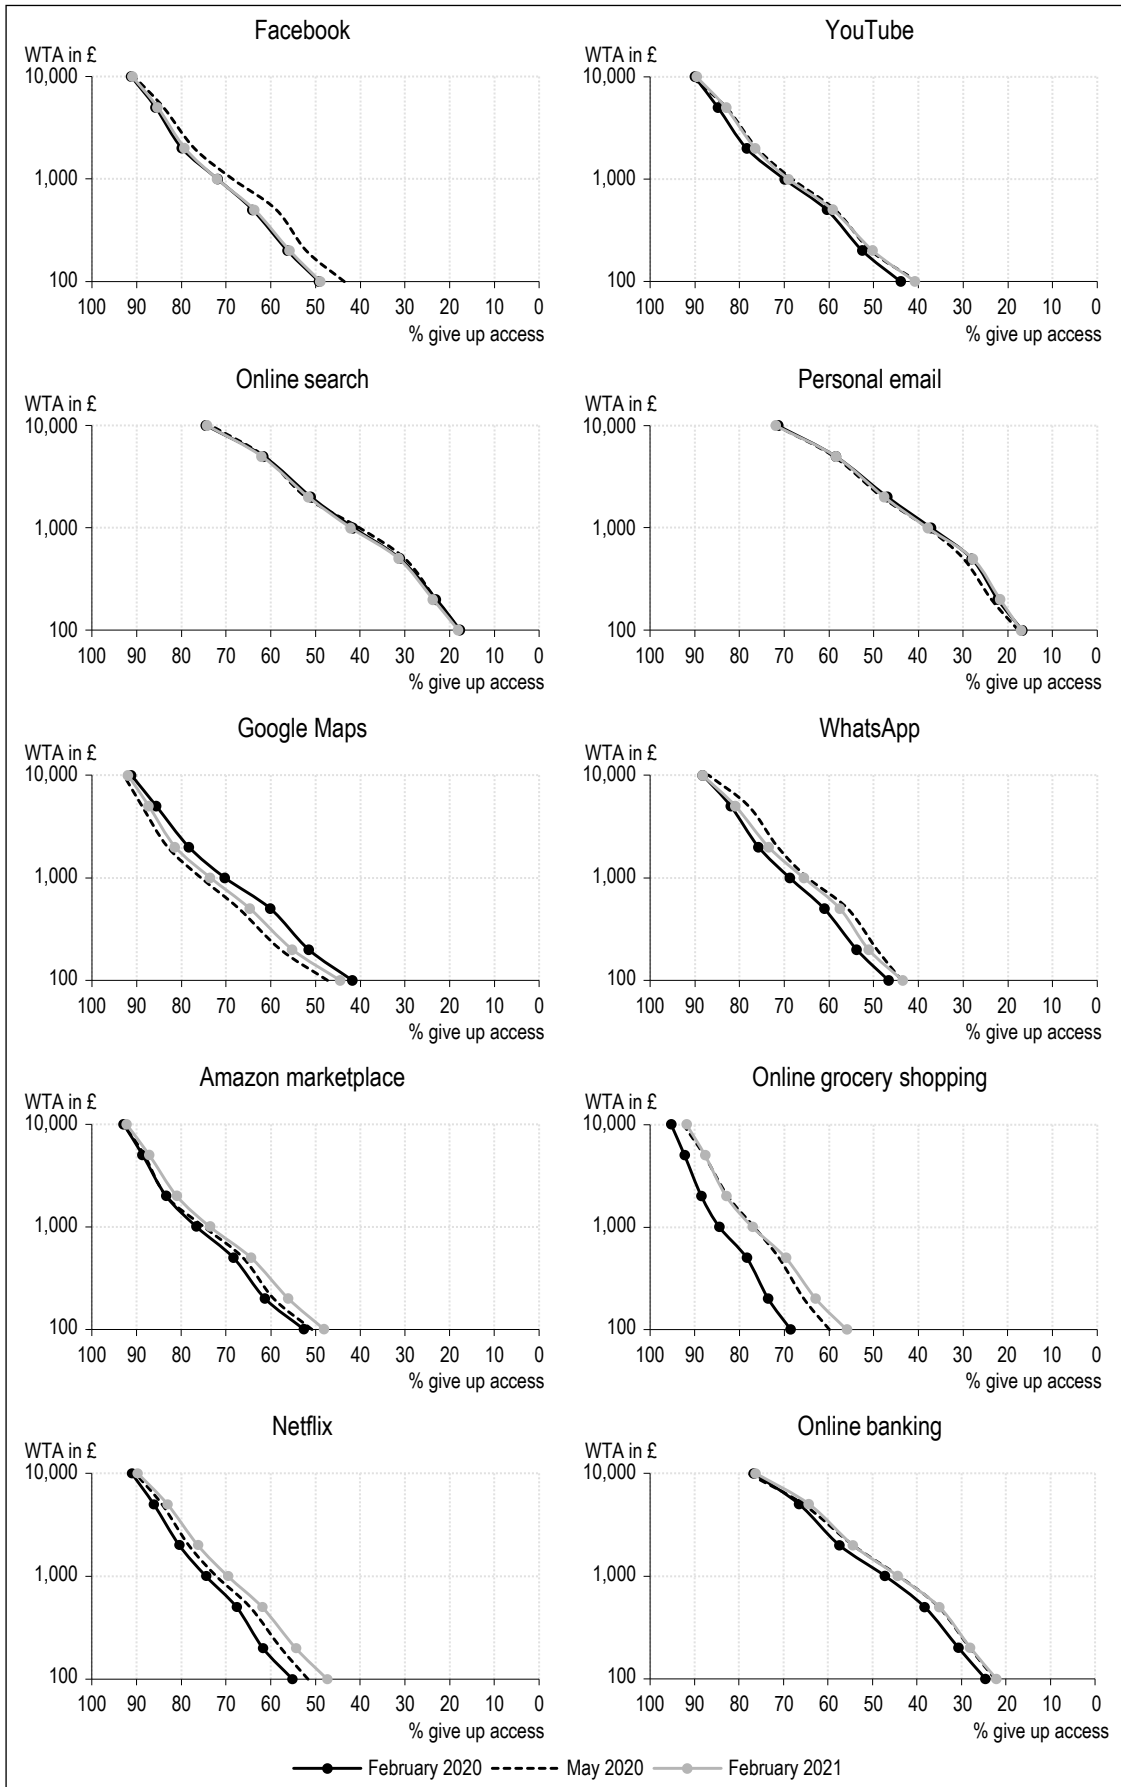 Facebook
WTA in £
10,000
1,000
100
100 90 80 70 60 50 40 30 20 10 0
% give up access
YouTube
WTA in £
10,000
1,000
100
100 90 80 70 60 50 40 30 20 10 0
% give up access
Online search
WTA in £
10,000
1,000
100
100 90 80 70 60 50 40 30 20 10 0
% give up access
Personal email
WTA in £
10,000
1,000
100
100 90 80 70 60 50 40 30 20 10 0
% give up access
Google Maps
WTA in £
10,000
1,000
100
100 90 80 70 60 50 40 30 20 10 0
% give up access
WhatsApp
WTA in £
10,000
1,000
100
100 90 80 70 60 50 40 30 20 10 0
% give up access
Amazon marketplace
WTA in £
10,000
1,000
100
100 90 80 70 60 50 40 30 20 10 0
% give up access
Online grocery shopping
WTA in £
10,000
1,000
100
100 90 80 70 60 50 40 30 20 10 0
% give up access
Netflix
WTA in £
10,000
1,000
100
100 90 80 70 60 50 40 30 20 10 0
% give up access
Online banking
WTA in £
10,000
1,000
100
100 90 80 70 60 50 40 30 20 10 0
% give up access
February 2020 May 2020 February 2021